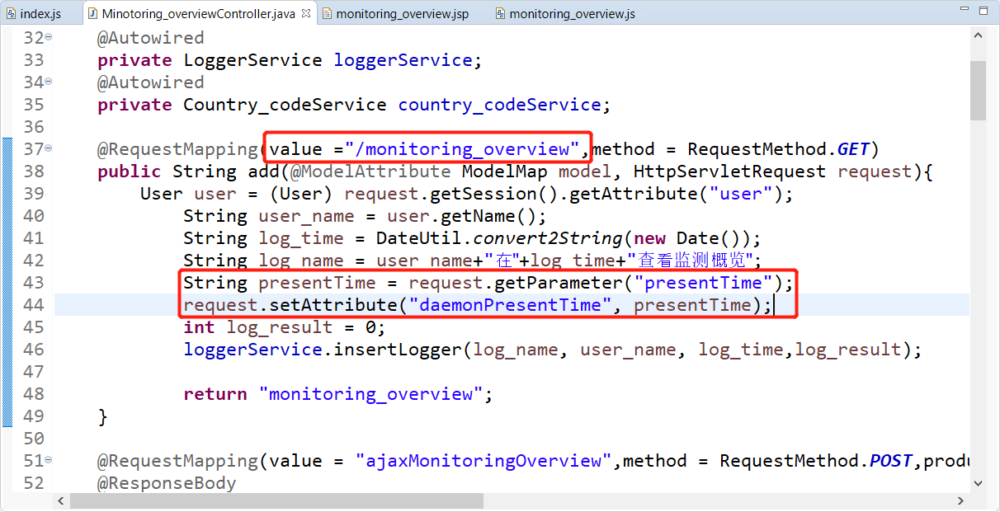 index.js Minotoring_overviewController.java monitoring_overview.jsp monitoring_overview.js
32 @Autowired
33 private LoggerService loggerService;
34 @Autowired
35 private Country_codeService country_codeService;
36
37 @RequestMapping(value ="/monitoring_overview",method = RequestMethod.GET)
38 public String add(@ModelAttribute ModelMap model, HttpServletRequest request){
39 User user = (User) request.getSession().getAttribute("user");
40 String user_name = user.getName();
41 String log_time = DateUtil.convert2String(new Date());
42 String log_name = user_name+"在"+log_time+"查看监测概览";
43 String presentTime = request.getParameter("presentTime");
44 request.setAttribute("daemonPresentTime", presentTime);
45 int log_result = 0;
46 loggerService.insertLogger(log_name, user_name, log_time,log_result);
47
48 return "monitoring_overview";
49 }
50
51 @RequestMapping(value = "ajaxMonitoringOverview",method = RequestMethod.POST,produ
52 @ResponseBody